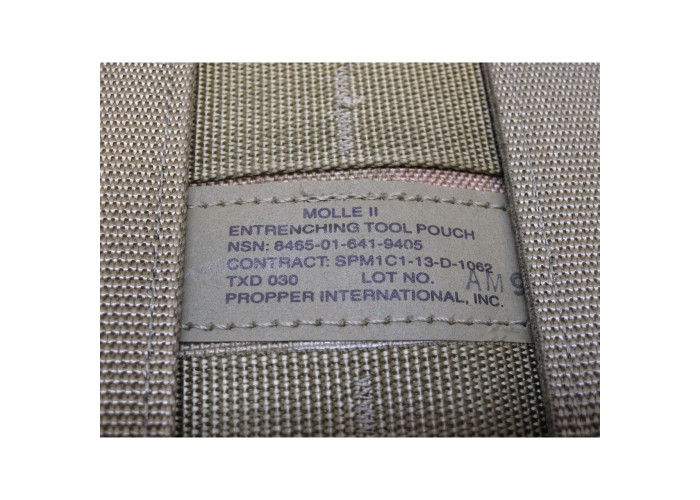 MOLLE II
ENTRENCHING TOOL POUCH
NSN: 8465-01-641-9405
CONTRACT: SPM1C1-13-D-1062
TXD 030 LOT NO. AM9
PROPPER INTERNATIONAL, INC.